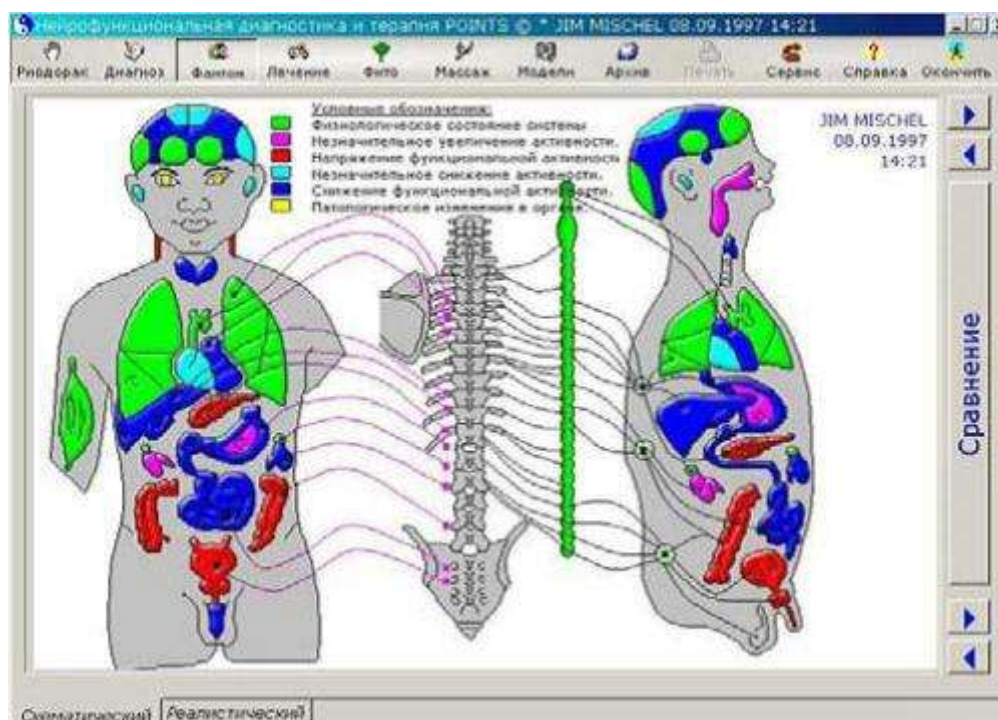 Нейрофункциональная диагностика и терапия POINTS © * JIM MISCHEL 08.09.1997 14:21
Риодорак Диагноз Фантом Лечение Фито Массаж Модели Архив Печать Сервис Справка Окончить
Условные обозначения:
Физиологическое состояние системы
Незначительное увеличение активности.
Напряжение функциональной активности
Незначительное снижение активности.
Снижение функциональной активности.
Патологическое изменения в органе.
JIM MISCHEL
08.09.1997
14:21
Сравнение
Схематический Реалистический